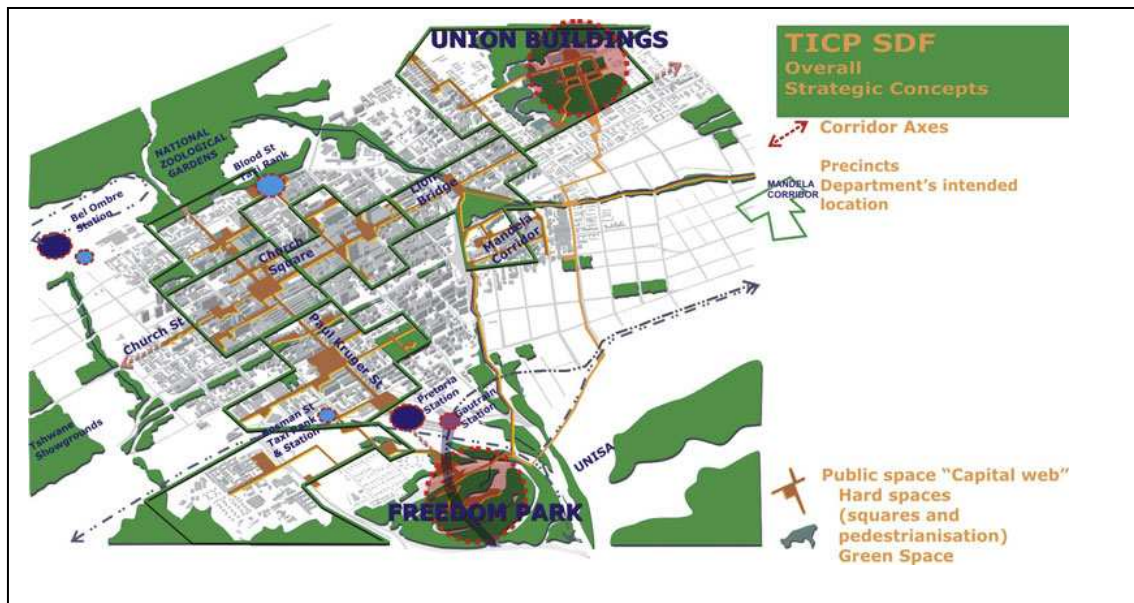 UNION BUILDINGS
TICP SDF
Overall
Strategic Concepts
Corridor Axes
Precincts
MANDELA
CORRIDOR
Department's intended
location
NATIONAL
ZOOLOGICAL
GARDENS
Blood St
Taxi Rank
Bel Ombre
Station
Lion
Bridge
Mandela
Corridor
Church
Square
Church St
Paul Kruger St
Pretoria
Station
Gautrain
Station
Bosman St
Taxi Rank
& Station
Tshwane
Showgrounds
UNISA
FREEDOM PARK
Public space "Capital web"
Hard spaces
(squares and
pedestrianisation)
Green Space